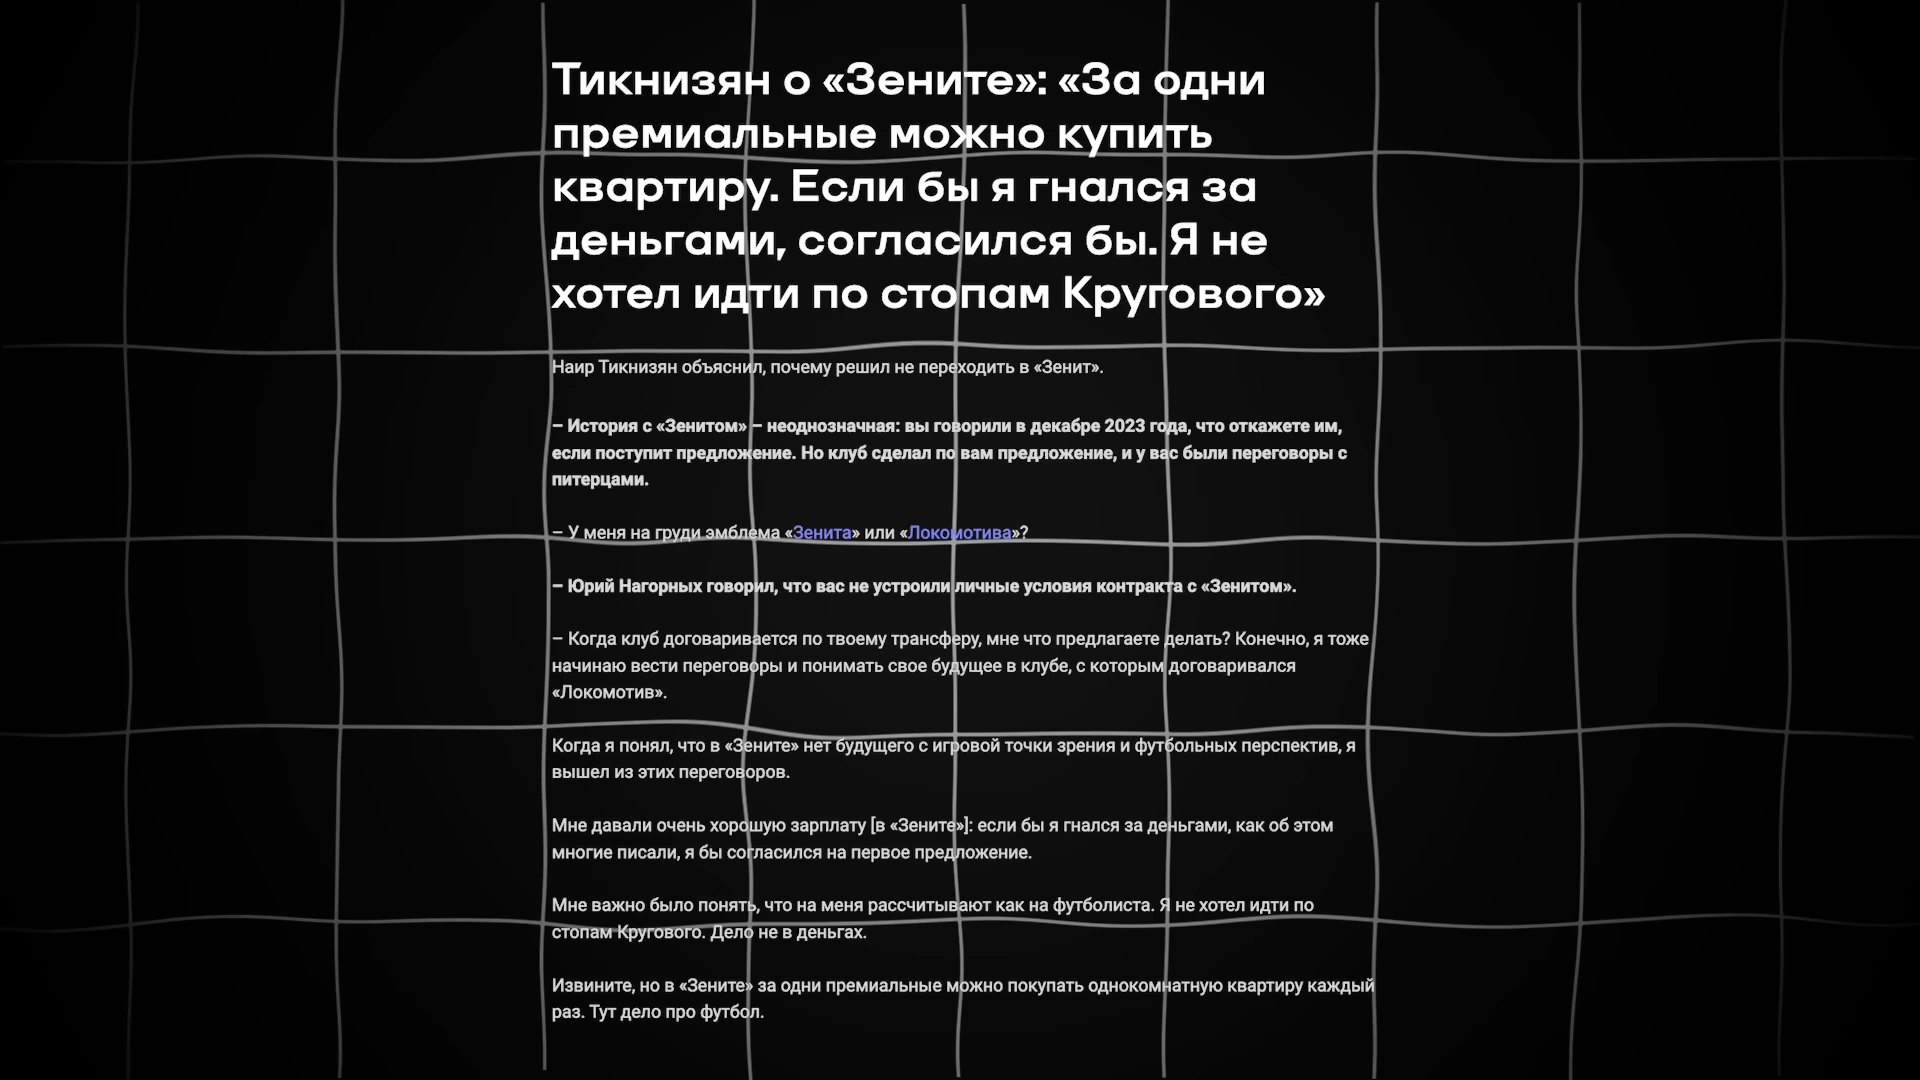 Тикнизян о «Зените»: «За одни
премиальные можно купить
квартиру. Если бы я гнался за
деньгами, согласился бы. Я не
хотел идти по стопам Кругового»
Наир Тикнизян объяснил, почему решил не переходить в «Зенит».
– История с «Зенитом» – неоднозначная: вы говорили в декабре 2023 года, что откажете им,
если поступит предложение. Но клуб сделал по вам предложение, и у вас были переговоры с
питерцами.
– У меня на груди эмблема «Зенита» или «Локомотива»?
– Юрий Нагорных говорил, что вас не устроили личные условия контракта с «Зенитом».
– Когда клуб договаривается по твоему трансферу, мне что предлагаете делать? Конечно, я тоже
начинаю вести переговоры и понимать свое будущее в клубе, с которым договаривался
«Локомотив».
Когда я понял, что в «Зените» нет будущего с игровой точки зрения и футбольных перспектив, я
вышел из этих переговоров.
Мне давали очень хорошую зарплату [в «Зените»]: если бы я гнался за деньгами, как об этом
многие писали, я бы согласился на первое предложение.
Мне важно было понять, что на меня рассчитывают как на футболиста. Я не хотел идти по
стопам Кругового. Дело не в деньгах.
Извините, но в «Зените» за одни премиальные можно покупать однокомнатную квартиру каждый
раз. Тут дело про футбол.